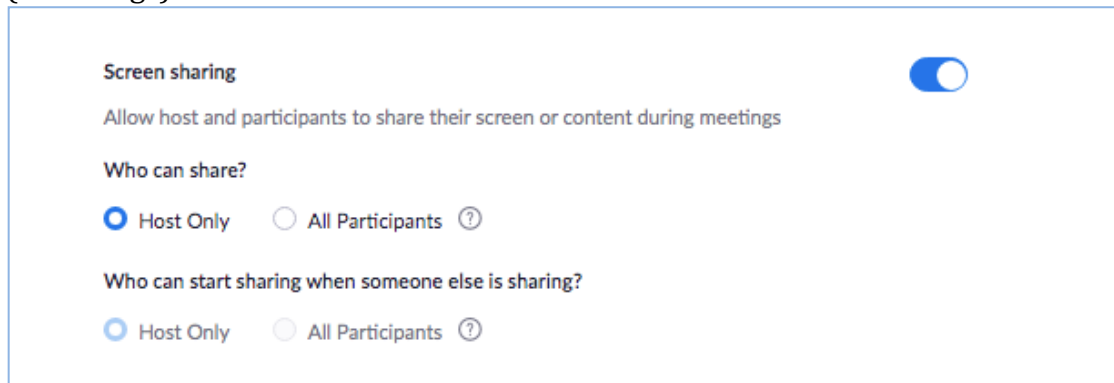 Screen sharing
Allow host and participants to share their screen or content during meetings
Who can share?
Host Only All Participants ?
Who can start sharing when someone else is sharing?
Host Only All Participants ?